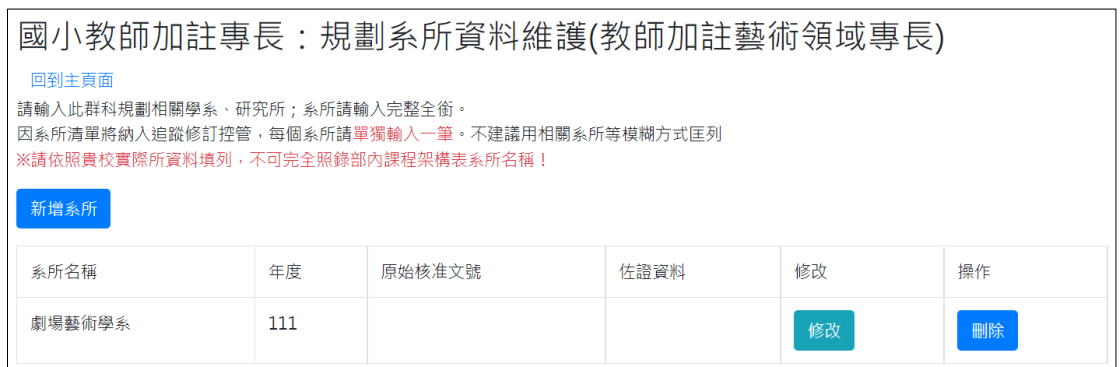 國小教師加註專長：規劃系所資料維護(教師加註藝術領域專長)
回到主頁面
請輸入此群科規劃相關學系、研究所；系所請輸入完整全銜。
因系所清單將納入追蹤修訂控管，每個系所請單獨輸入一筆。不建議用相關系所等模糊方式匡列
※請依照貴校實際所資料填列，不可完全照錄部內課程架構表系所名稱！
新增系所
系所名稱 年度 原始核准文號 佐證資料 修改 操作
劇場藝術學系 111 修改 刪除